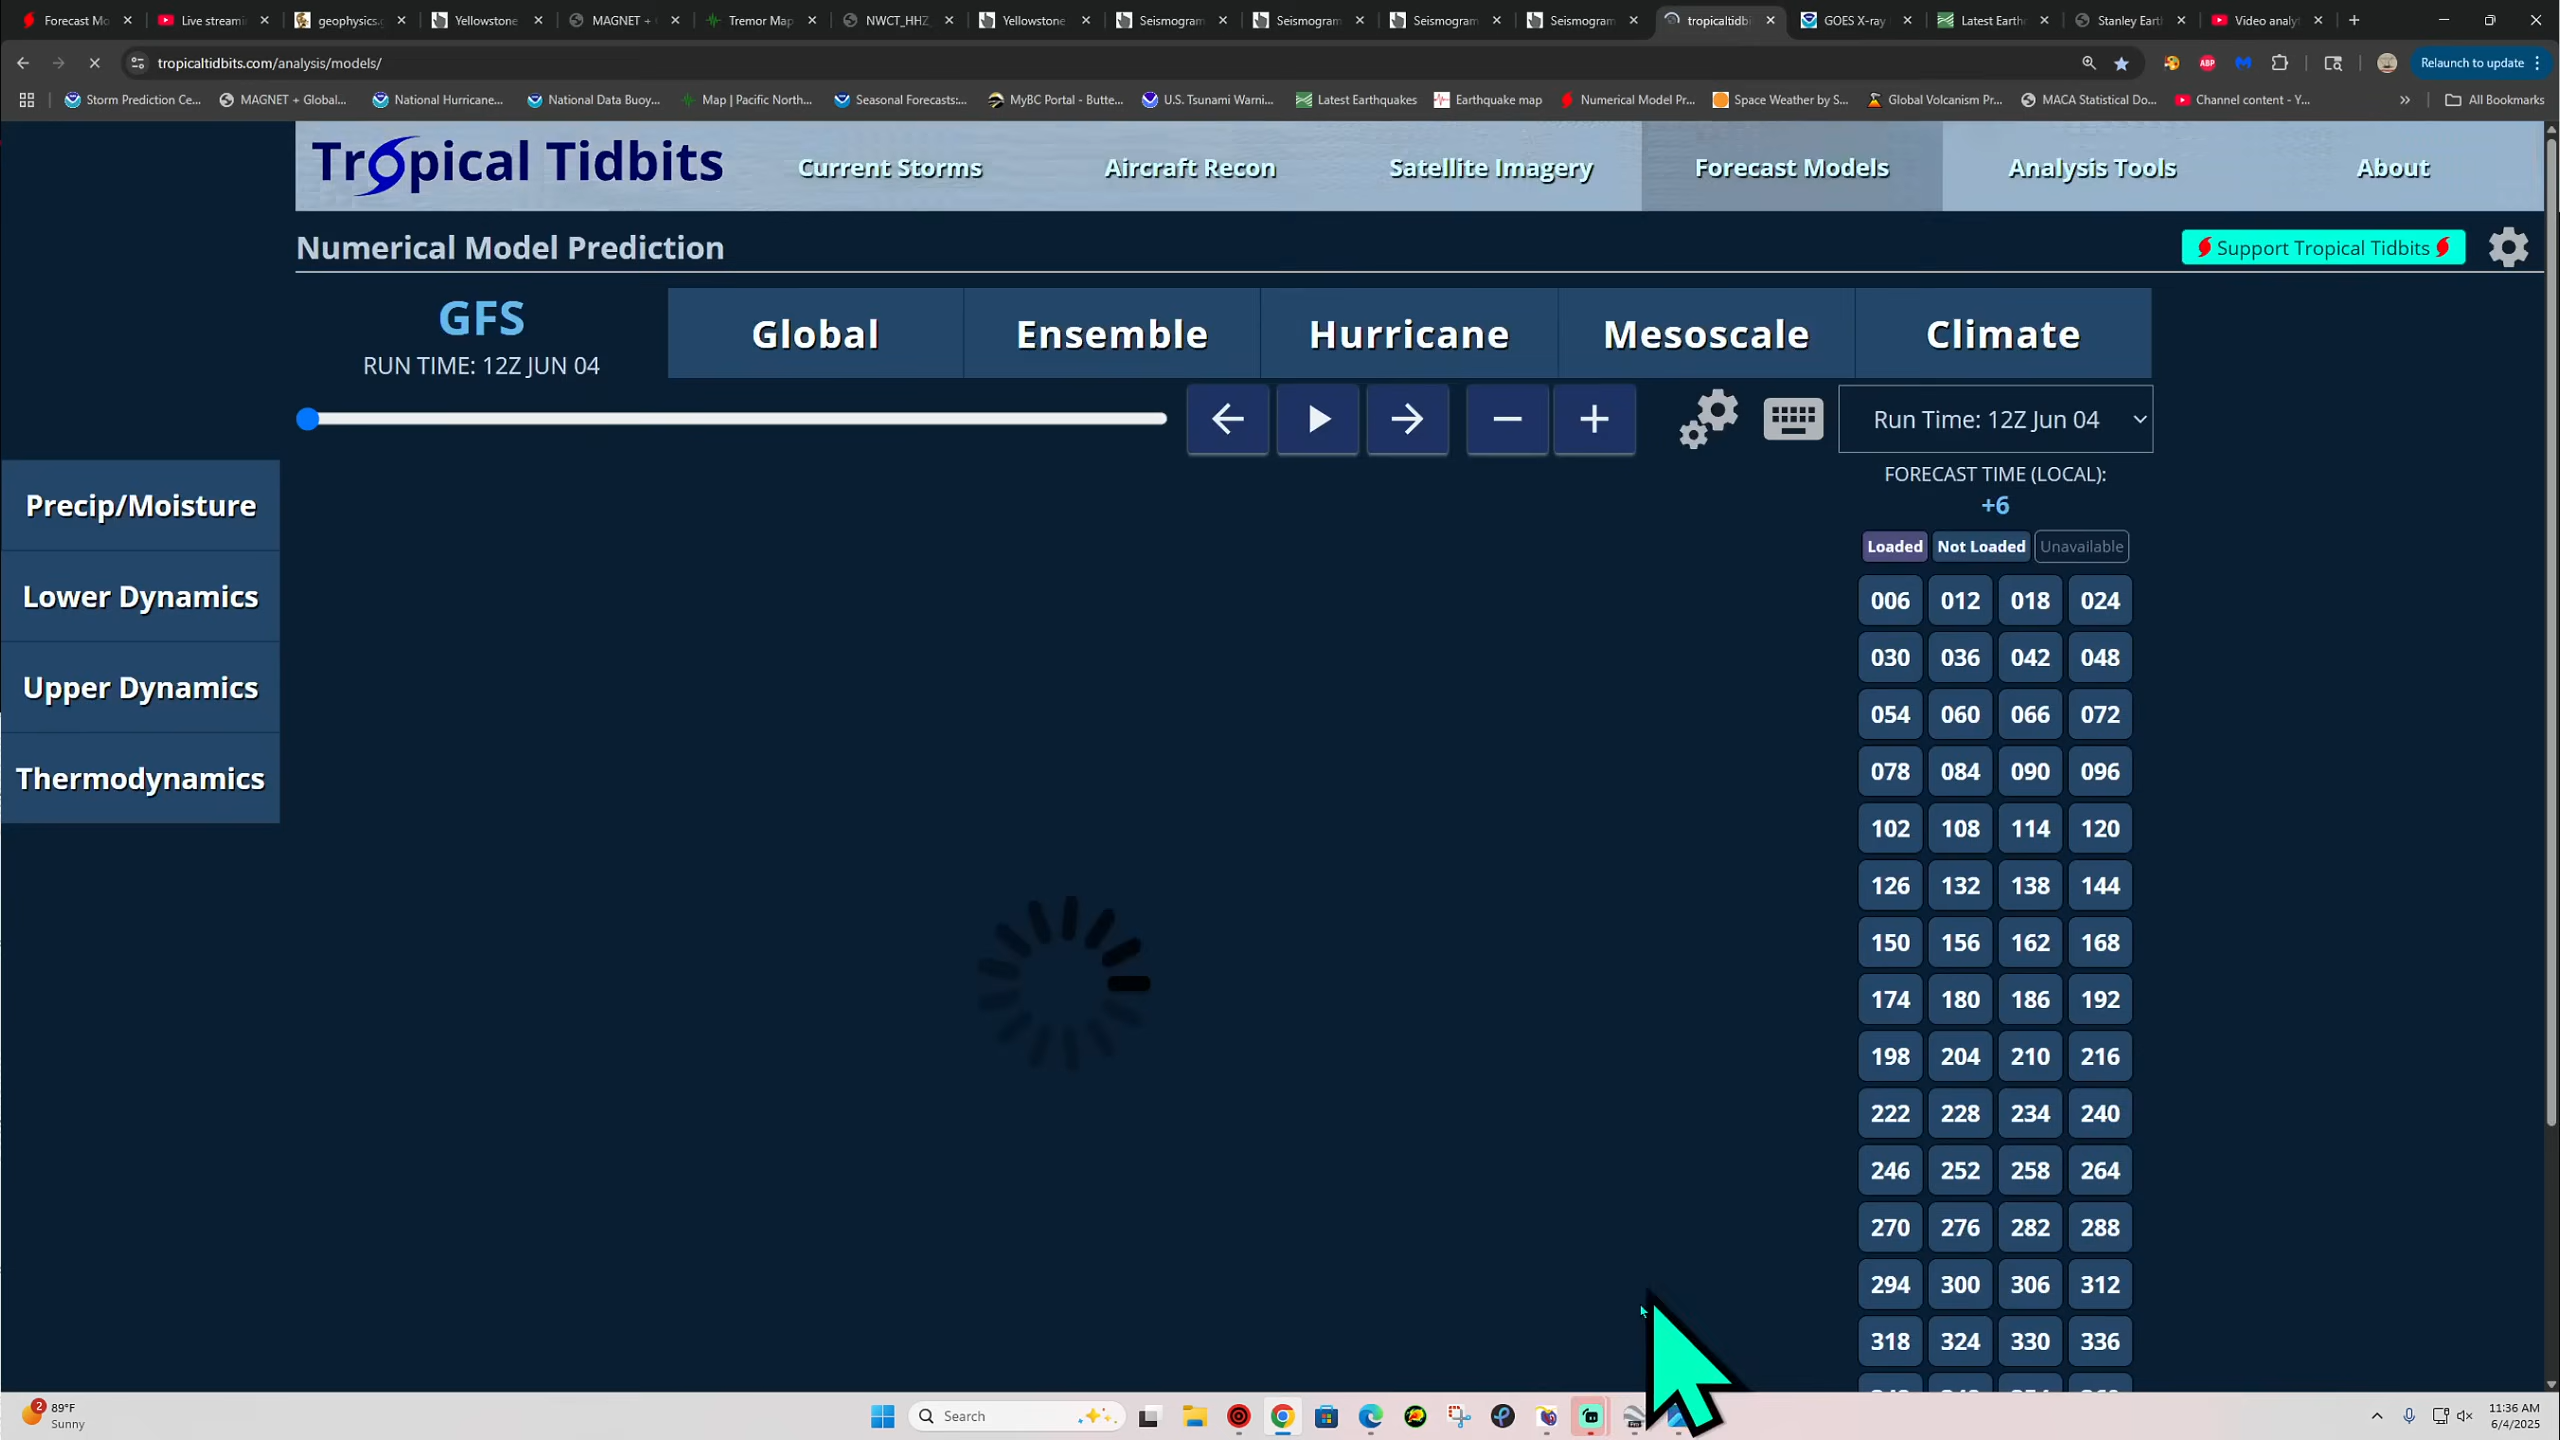 Forecast Mo
Live streami
geophysics.g
Yellowstone
MAGNET +
Tremor Map
NWCT_HHZ_
Yellowstone
Seismogram
Seismogram
Seismogram
Seismogram
tropicaltidbi
GOES X-ray
Latest Earth
Stanley Eart
Video analy
tropicaltidbits.com/analysis/models/
ABP
Relaunch to update
Storm Prediction Ce...
MAGNET + Global...
National Hurricane...
National Data Buoy...
Map | Pacific North...
Seasonal Forecasts:...
MyBC Portal - Butte...
U.S. Tsunami Warni...
Latest Earthquakes
Earthquake map
Numerical Model Pr...
Space Weather by S...
Global Volcanism Pr...
MACA Statistical Do...
Channel content - Y...
All Bookmarks
Tropical Tidbits
Current Storms
Aircraft Recon
Satellite Imagery
Forecast Models
Analysis Tools
About
Numerical Model Prediction
Support Tropical Tidbits
GFS
RUN TIME: 12Z JUN 04
Global
Ensemble
Hurricane
Mesoscale
Climate
Run Time: 12Z Jun 04
FORECAST TIME (LOCAL):
+6
Loaded Not Loaded Unavailable
Precip/Moisture
Lower Dynamics
Upper Dynamics
Thermodynamics
006 012 018 024
030 036 042 048
054 060 066 072
078 084 090 096
102 108 114 120
126 132 138 144
150 156 162 168
174 180 186 192
198 204 210 216
222 228 234 240
246 252 258 264
270 276 282 288
294 300 306 312
318 324 330 336
2
89°F
Sunny
Search
11:36 AM
6/4/2025